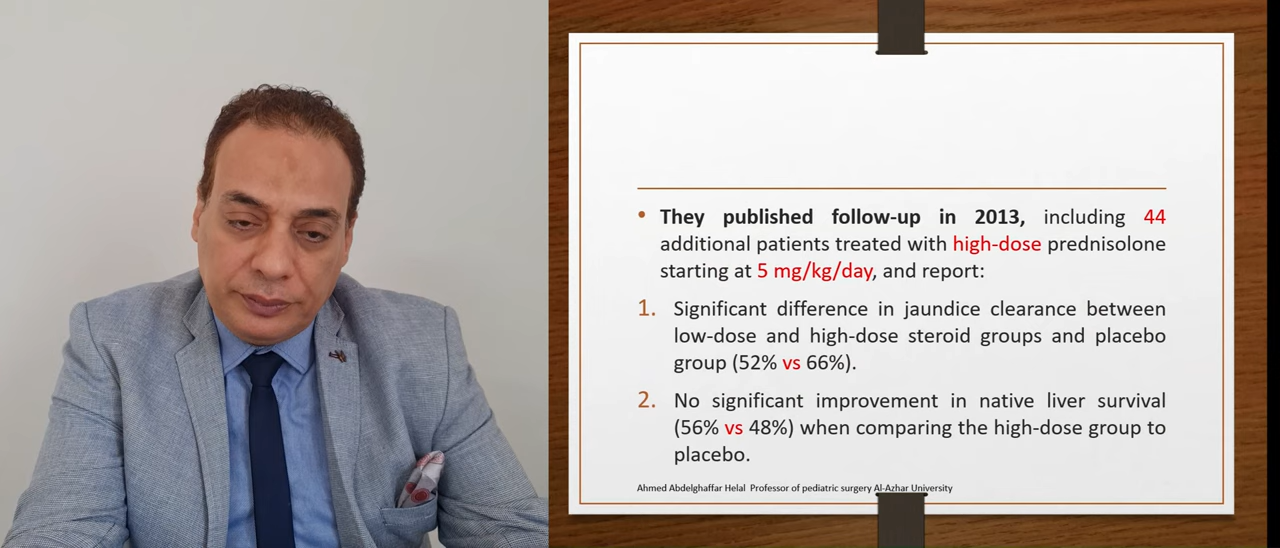 • They published follow-up in 2013, including 44
additional patients treated with high-dose prednisolone
starting at 5 mg/kg/day, and report:
1. Significant difference in jaundice clearance between
low-dose and high-dose steroid groups and placebo
group (52% vs 66%).
2. No significant improvement in native liver survival
(56% vs 48%) when comparing the high-dose group to
placebo.
Ahmed Abdelghaffar Helal Professor of pediatric surgery Al-Azhar University